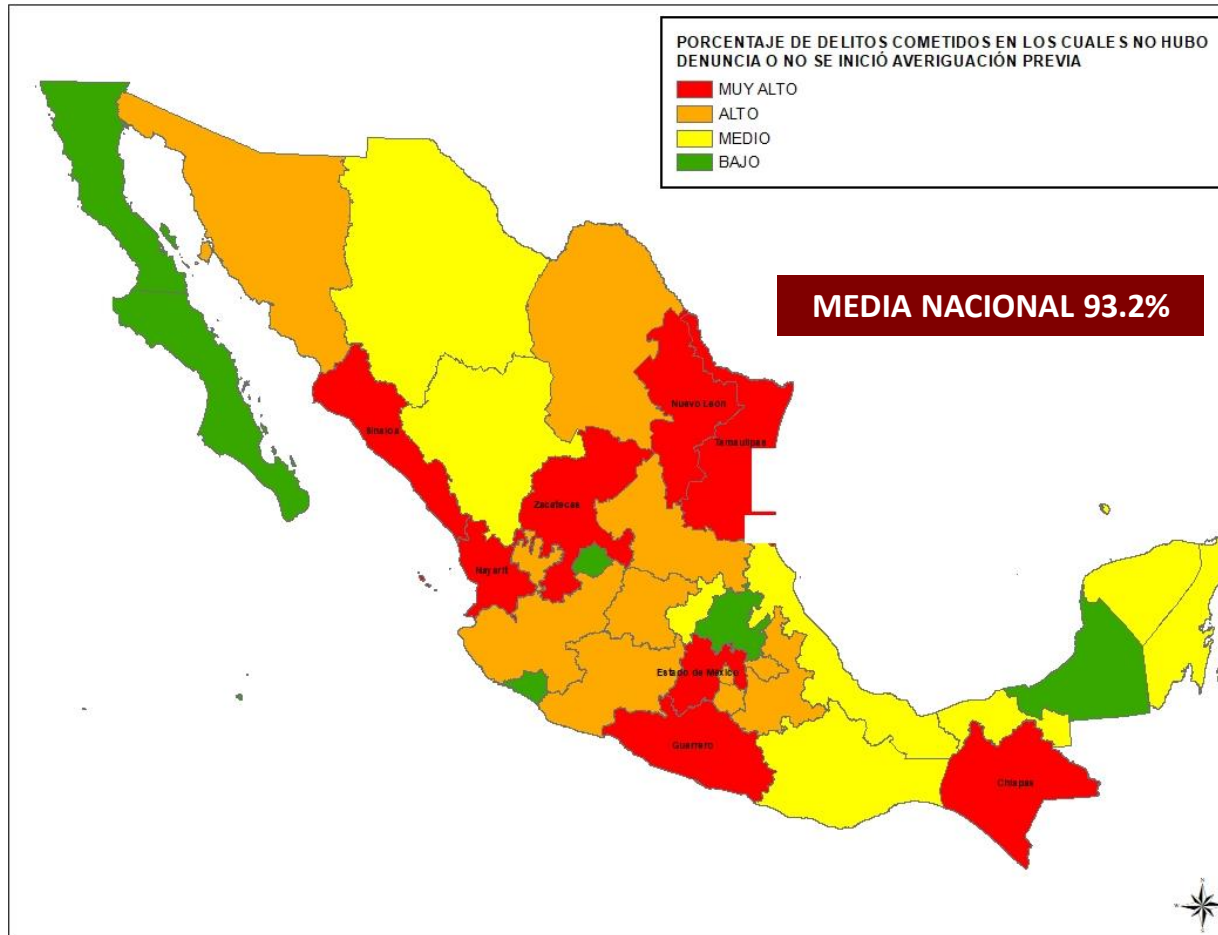 PORCENTAJE DE DELITOS COMETIDOS EN LOS CUALES NO HUBO
DENUNCIA O NO SE INICIÓ AVERIGUACIÓN PREVIA
MUY ALTO
ALTO
MEDIO
BAJO
MEDIA NACIONAL 93.2%
Nuevo León
Sinaloa
Tamaulipas
Zacatecas
Nayarit
Estado de México
Guerrero
Chiapas
N
W
S